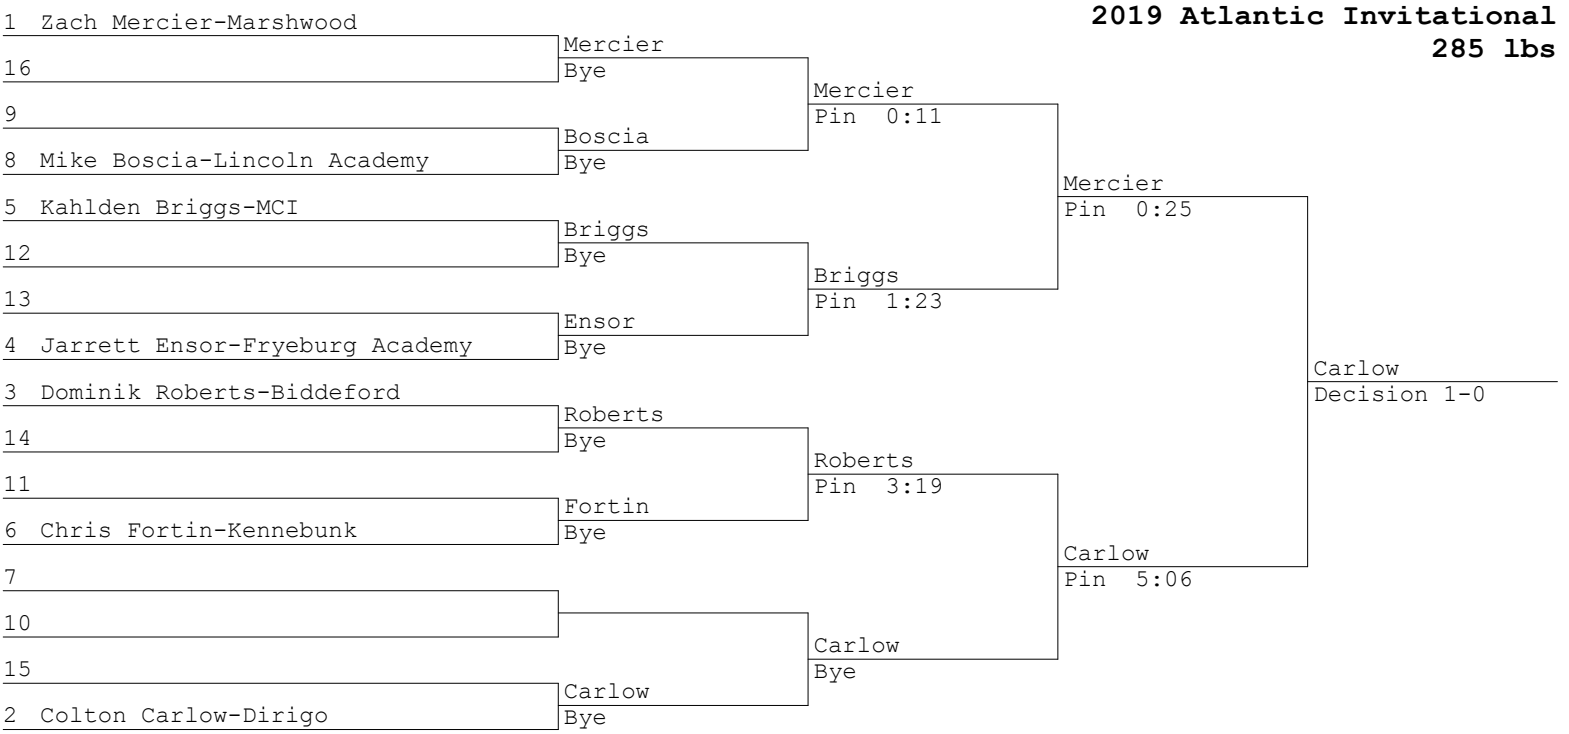 2019 Atlantic Invitational
285 lbs
1 Zach Mercier-Marshwood
16
9
8 Mike Boscia-Lincoln Academy
5 Kahlden Briggs-MCI
12
13
4 Jarrett Ensor-Fryeburg Academy
3 Dominik Roberts-Biddeford
14
11
6 Chris Fortin-Kennebunk
7
10
15
2 Colton Carlow-Dirigo
Mercier
Bye
Boscia
Bye
Briggs
Bye
Ensor
Bye
Roberts
Bye
Fortin
Bye
Carlow
Bye
Mercier
Pin 0:11
Briggs
Pin 1:23
Roberts
Pin 3:19
Carlow
Bye
Mercier
Pin 0:25
Carlow
Pin 5:06
Carlow
Decision 1-0